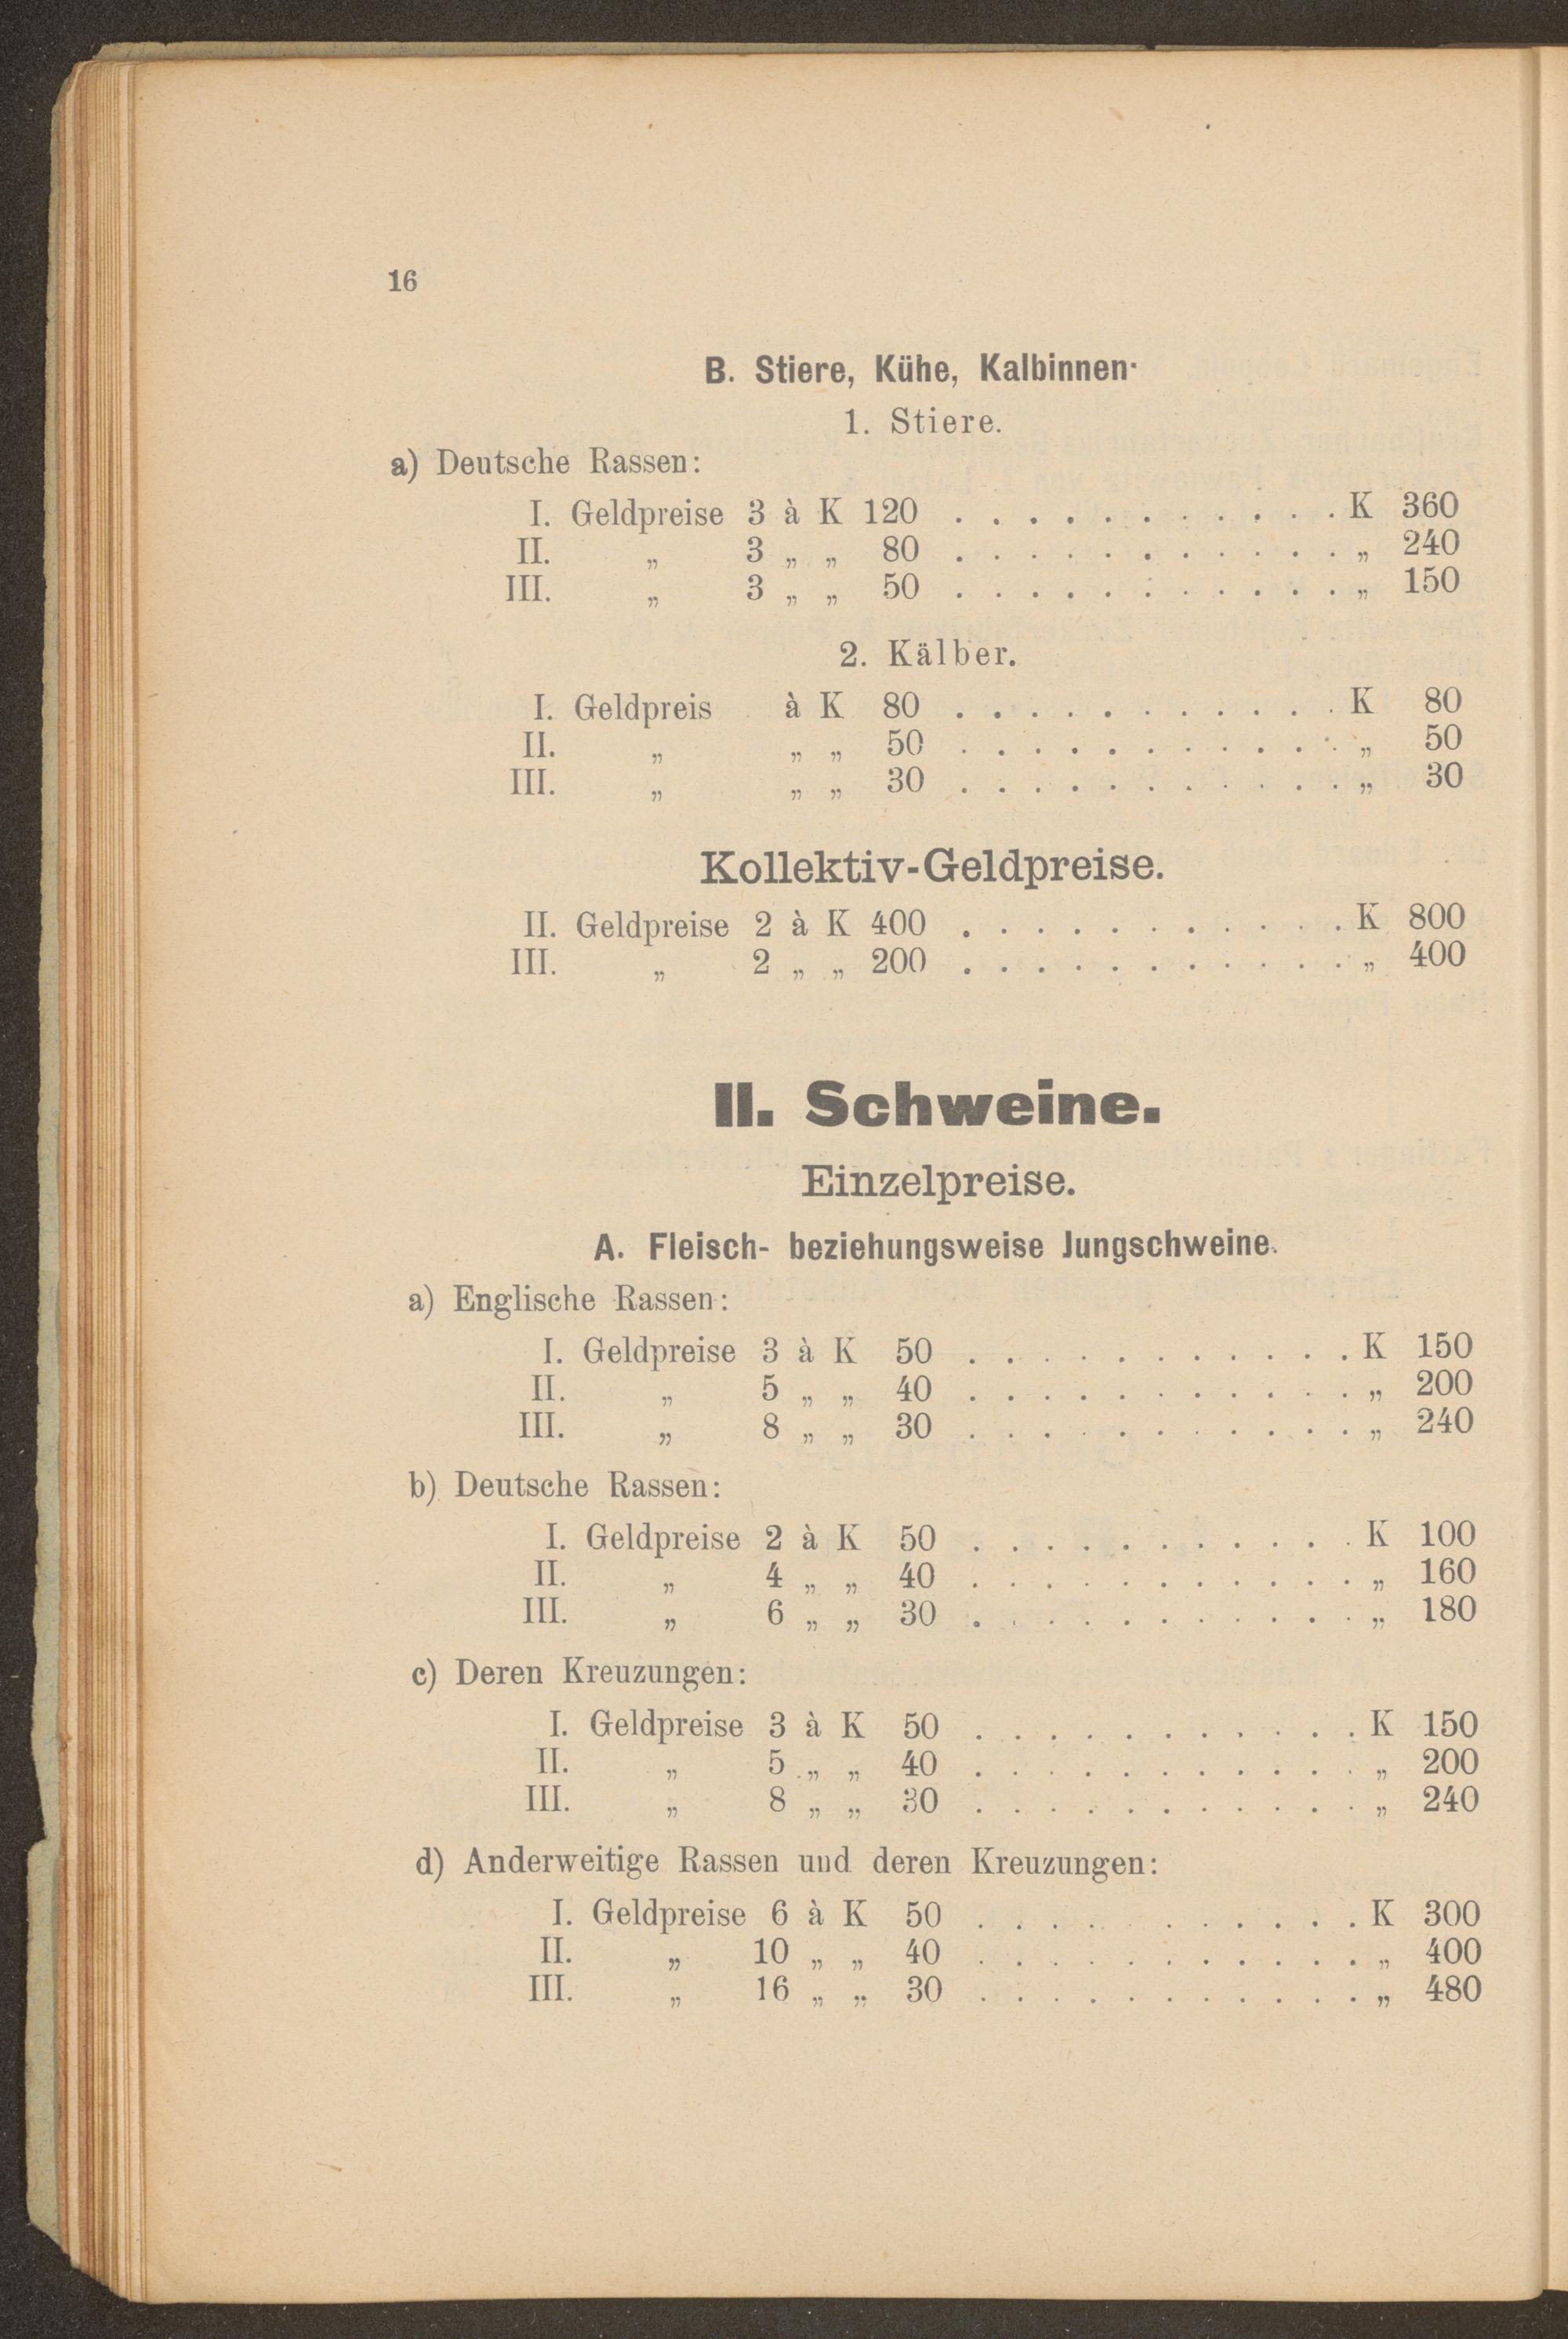 16
B. Stiere, Kühe, Kalbinnen·
1. Stiere.
a) Deutsche Rassen:
I. Geldpreise 3 à K 120 . . . . . . . . . . . K 360
II. „ 3 „ „ 80 . . . . . . . . . . . „ 240
III. „ 3 „ „ 50 . . . . . . . . . . . „ 150
2. Kälber.
I. Geldpreis à K 80 . . . . . . . . . . . K 80
II. „ „ „ 50 . . . . . . . . . . . „ 50
III. „ „ „ 30 . . . . . . . . . . . „ 30
Kollektiv-Geldpreise.
II. Geldpreise 2 à K 400 . . . . . . . . . . . K 800
III. „ 2 „ „ 200 . . . . . . . . . . . „ 400
II. Schweine.
Einzelpreise.
A. Fleisch- beziehungsweise Jungschweine.
a) Englische Rassen:
I. Geldpreise 3 à K 50 . . . . . . . . . . . K 150
II. „ 5 „ „ 40 . . . . . . . . . . . „ 200
III. „ 8 „ „ 30 . . . . . . . . . . . „ 240
b) Deutsche Rassen:
I. Geldpreise 2 à K 50 . . . . . . . . . . . K 100
II. „ 4 „ „ 40 . . . . . . . . . . . „ 160
III. „ 6 „ „ 30 . . . . . . . . . . . „ 180
c) Deren Kreuzungen:
I. Geldpreise 3 à K 50 . . . . . . . . . . . K 150
II. „ 5 „ „ 40 . . . . . . . . . . . „ 200
III. „ 8 „ „ 30 . . . . . . . . . . . „ 240
d) Anderweitige Rassen und deren Kreuzungen:
I. Geldpreise 6 à K 50 . . . . . . . . . . . K 300
II. „ 10 „ „ 40 . . . . . . . . . . . „ 400
III. „ 16 „ „ 30 . . . . . . . . . . . „ 480